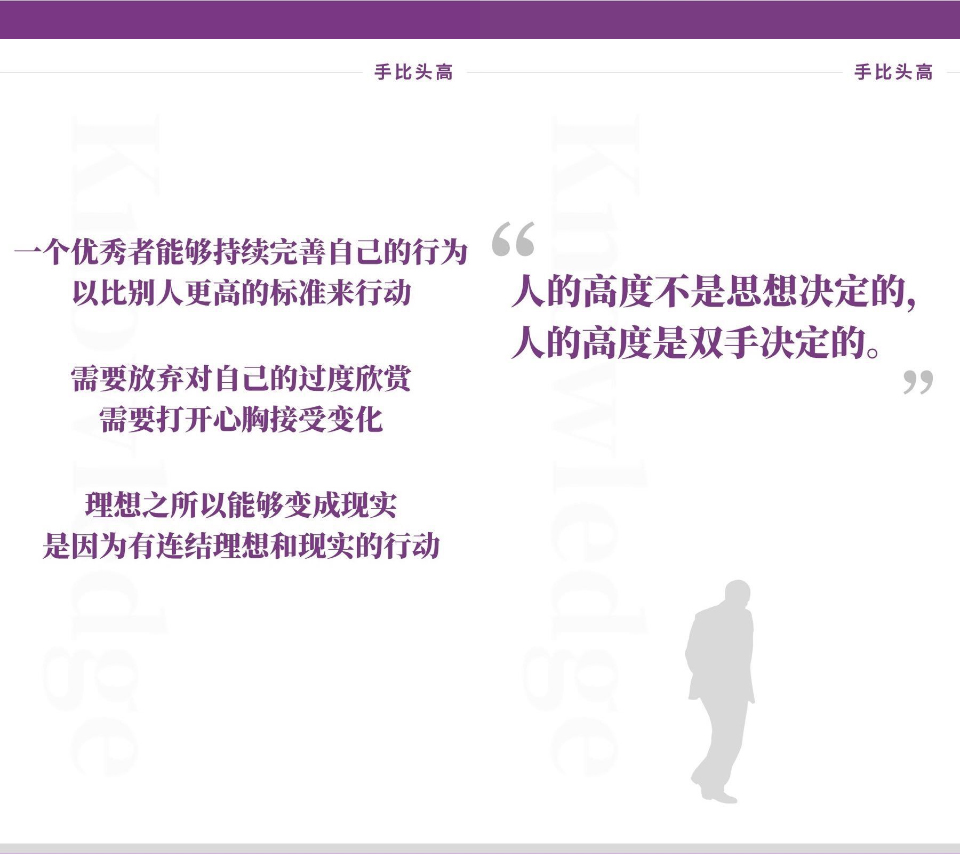 手比头高
Knowledge
一个优秀者能够持续完善自己的行为
以比别人更高的标准来行动
需要放弃对自己的过度欣赏
需要打开心胸接受变化
理想之所以能够变成现实
是因为有连结理想和现实的行动
手比头高
Knowledge
“
人的高度不是思想决定的,
人的高度是双手决定的。
”